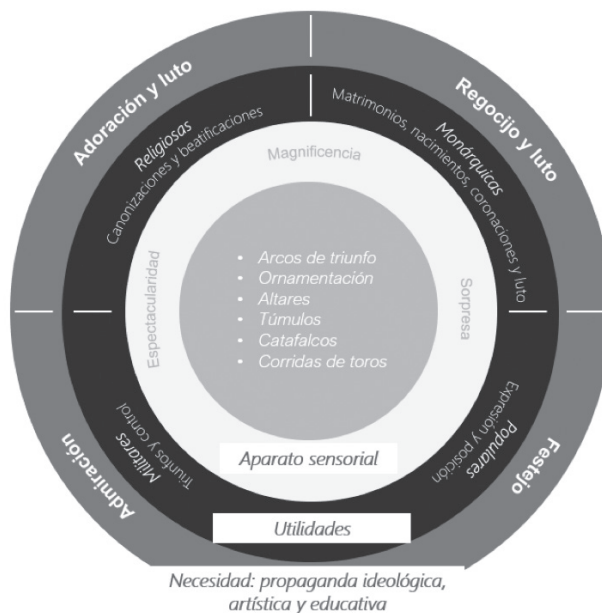 Adoración y luto
Regocijo y luto
Religiosas
Canonizaciones y beatificaciones
Monárquicas
Matrimonios, nacimientos, coronaciones y luto
Magnificencia
Espectacularidad
Sorpresa
• Arcos de triunfo
• Ornamentación
• Altares
• Túmulos
• Catafalcos
• Corridas de toros
Admiración
Militares
Triunfos y control
Populares
Expresión y posición
Festejo
Aparato sensorial
Utilidades
Necesidad: propaganda ideológica,
artística y educativa